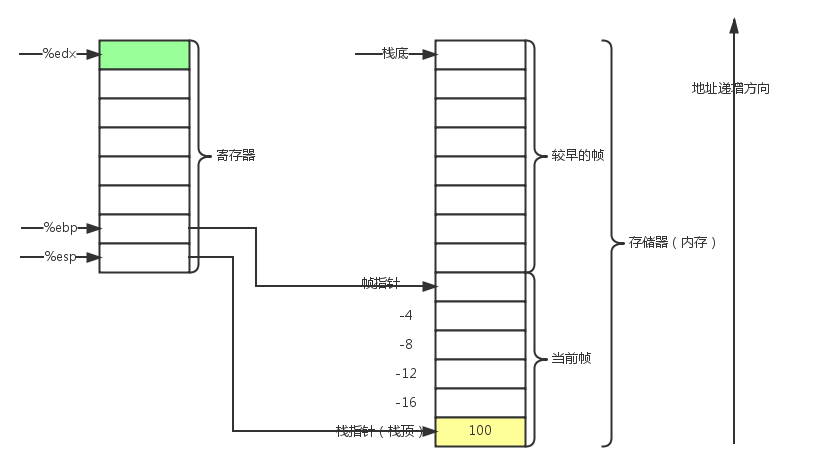 %edx
栈底
地址递增方向
寄存器
较早的帧
%ebp
%esp
存储器（内存）
帧指针
-4
-8
当前帧
-12
-16
栈指针（栈顶）
100